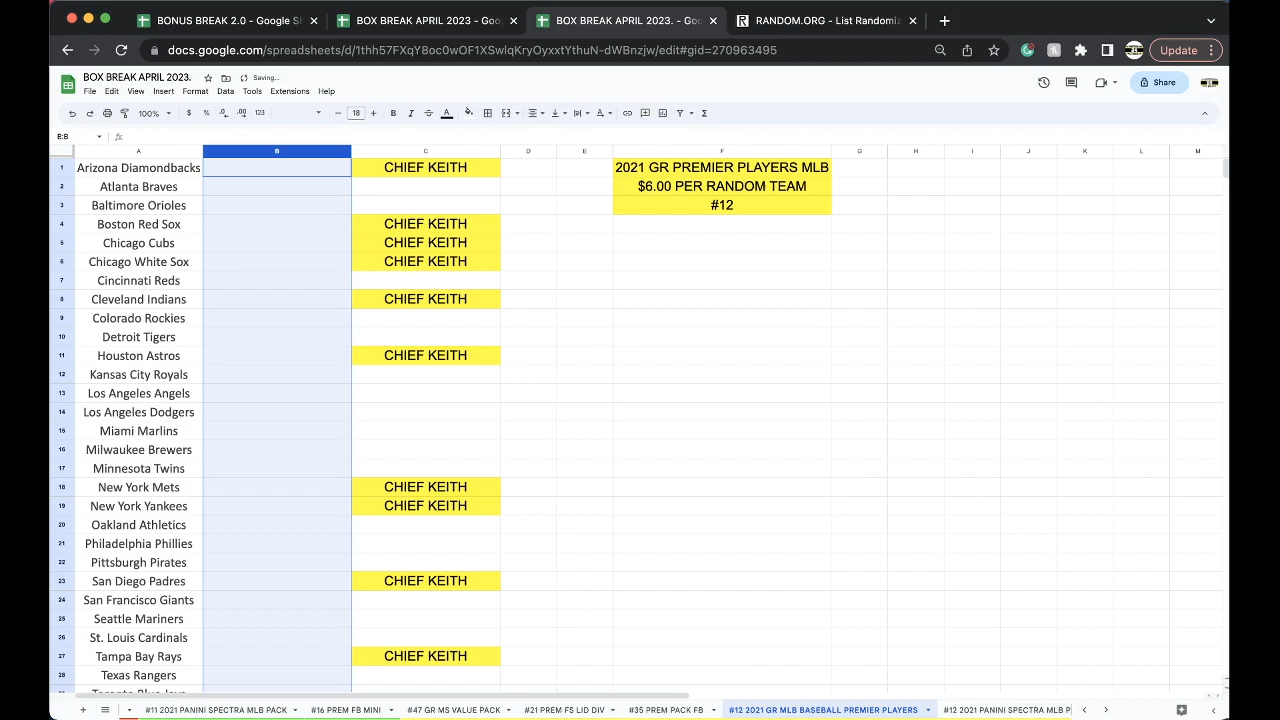 BONUS BREAK 2.0 - Google Sh
BOX BREAK APRIL 2023 - Goo
BOX BREAK APRIL 2023. - Go
RANDOM.ORG - List Randomiz
docs.google.com/spreadsheets/d/1thh57FXqY8oc0wOF1XSwlqKryOyxxtYthuN-dWBnzjw/edit#gid=270963495
Update
BOX BREAK APRIL 2023.
Saving...
File Edit View Insert Format Data Tools Extensions Help
Share
100% $ % .0 .00 123 18 B I S A
B:B fx
A B C D E F G H I J K L M
1 Arizona Diamondbacks CHIEF KEITH 2021 GR PREMIER PLAYERS MLB
2 Atlanta Braves $6.00 PER RANDOM TEAM
3 Baltimore Orioles #12
4 Boston Red Sox CHIEF KEITH
5 Chicago Cubs CHIEF KEITH
6 Chicago White Sox CHIEF KEITH
7 Cincinnati Reds
8 Cleveland Indians CHIEF KEITH
9 Colorado Rockies
10 Detroit Tigers
11 Houston Astros CHIEF KEITH
12 Kansas City Royals
13 Los Angeles Angels
14 Los Angeles Dodgers
15 Miami Marlins
16 Milwaukee Brewers
17 Minnesota Twins
18 New York Mets CHIEF KEITH
19 New York Yankees CHIEF KEITH
20 Oakland Athletics
21 Philadelphia Phillies
22 Pittsburgh Pirates
23 San Diego Padres CHIEF KEITH
24 San Francisco Giants
25 Seattle Mariners
26 St. Louis Cardinals
27 Tampa Bay Rays CHIEF KEITH
28 Texas Rangers
Toronto Blue Jays
#11 2021 PANINI SPECTRA MLB PACK
#16 PREM FB MINI
#47 GR MS VALUE PACK
#21 PREM FS LID DIV
#35 PREM PACK FB
#12 2021 GR MLB BASEBALL PREMIER PLAYERS
#12 2021 PANINI SPECTRA MLB P